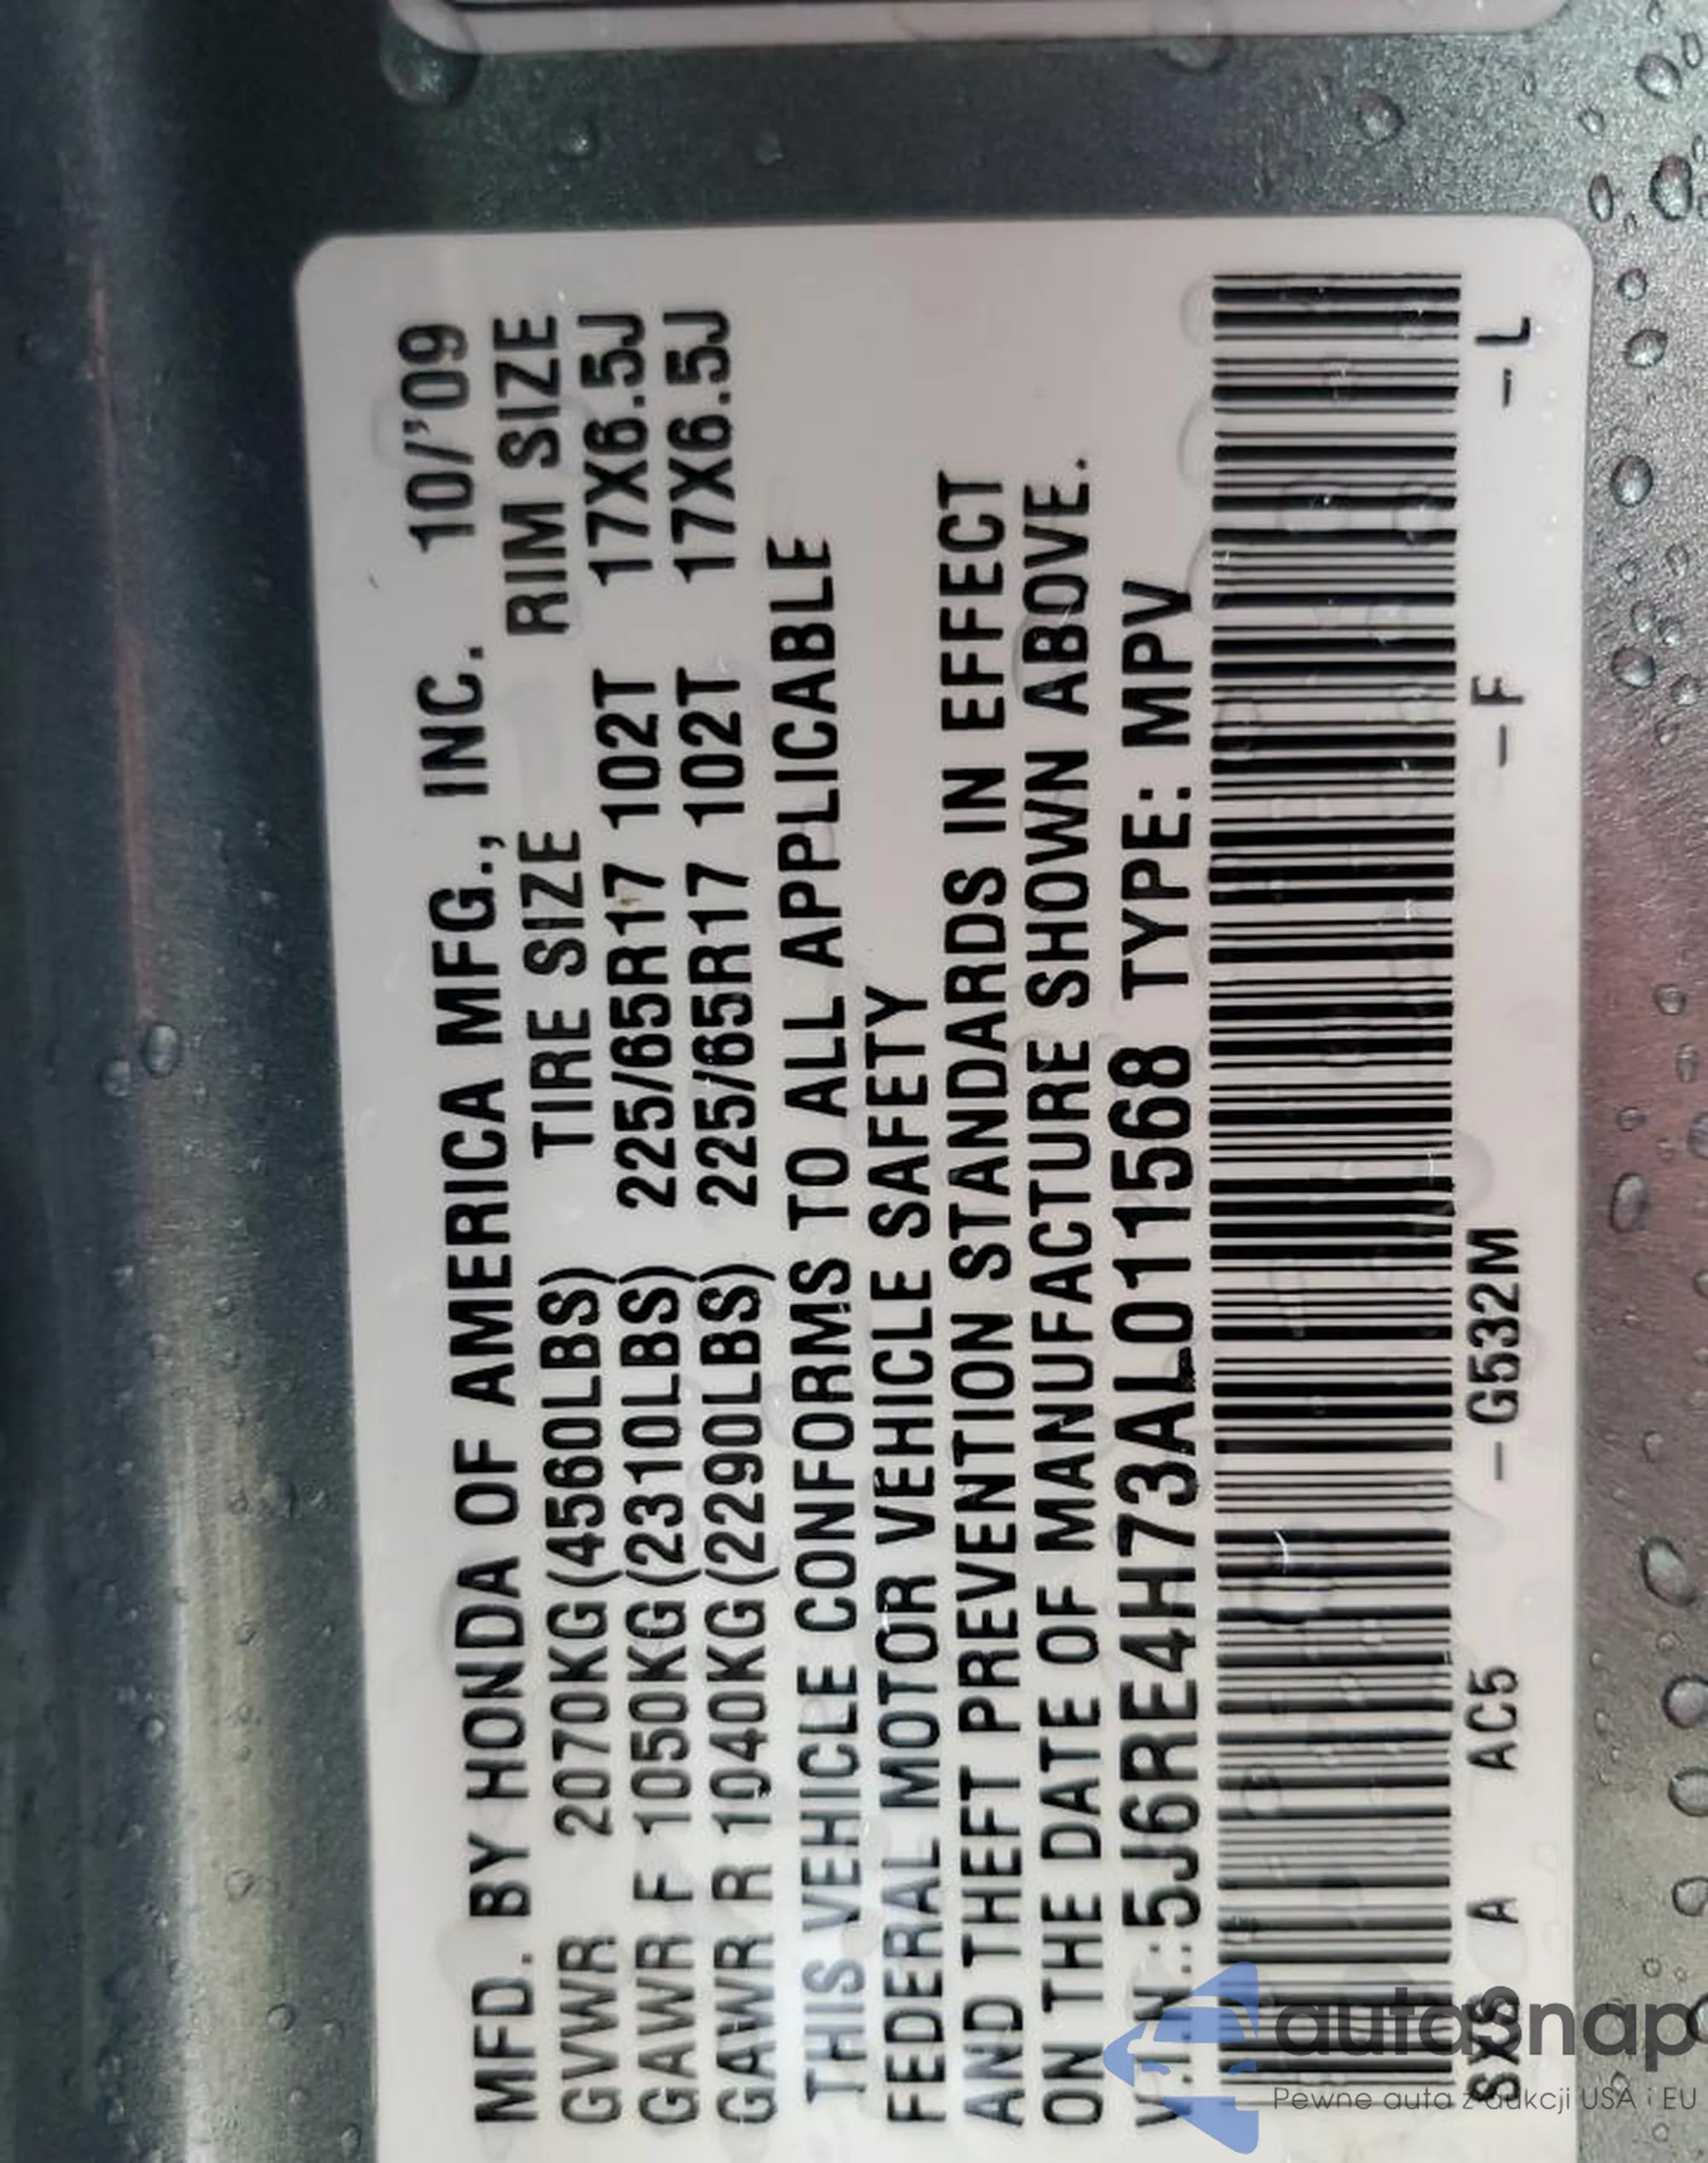 MFD. BY HONDA OF AMERICA MFG., INC. 10/'09
TIRE SIZE RIM SIZE
GVWR 2070KG(4560LBS)
GAWR F 1050KG(2310LBS) 225/65R17 102T 17X6.5J
GAWR R 1040KG(2290LBS) 225/65R17 102T 17X6.5J
THIS VEHICLE CONFORMS TO ALL APPLICABLE
FEDERAL MOTOR VEHICLE SAFETY
AND THEFT PREVENTION STANDARDS IN EFFECT
ON THE DATE OF MANUFACTURE SHOWN ABOVE.
V.I.N.:5J6RE4H73AL011568 TYPE: MPV
SXS A AC5 -G532M -F -L
autaSnap
Pewne auta z aukcji USA i EU